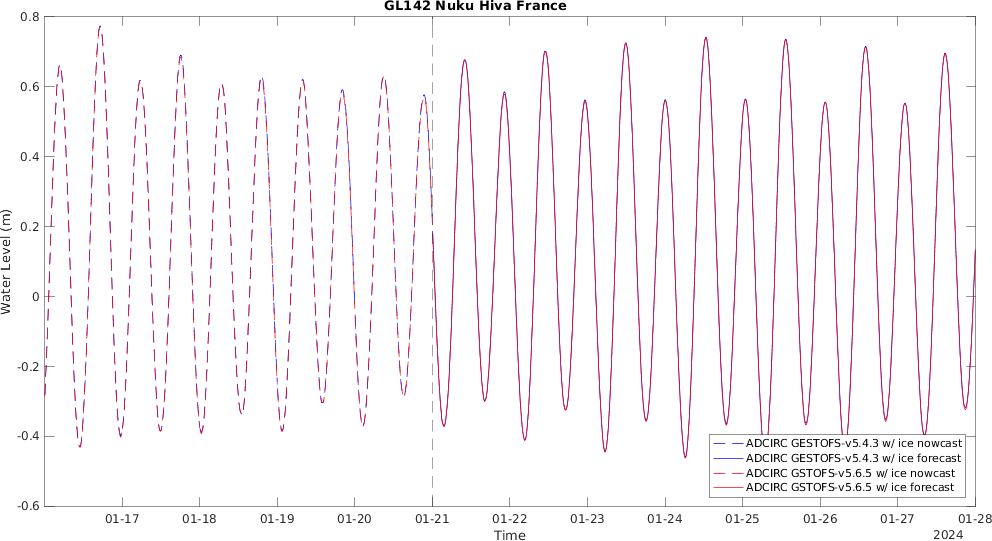 GL142 Nuku Hiva France
Water Level (m)
0.8
0.6
0.4
0.2
0
-0.2
-0.4
-0.6
ADCIRC GESTOFS-v5.4.3 w/ ice nowcast
ADCIRC GESTOFS-v5.4.3 w/ ice forecast
ADCIRC GSTOFS-v5.6.5 w/ ice nowcast
ADCIRC GSTOFS-v5.6.5 w/ ice forecast
01-17 01-18 01-19 01-20 01-21 01-22 01-23 01-24 01-25 01-26 01-27 01-28
Time
2024